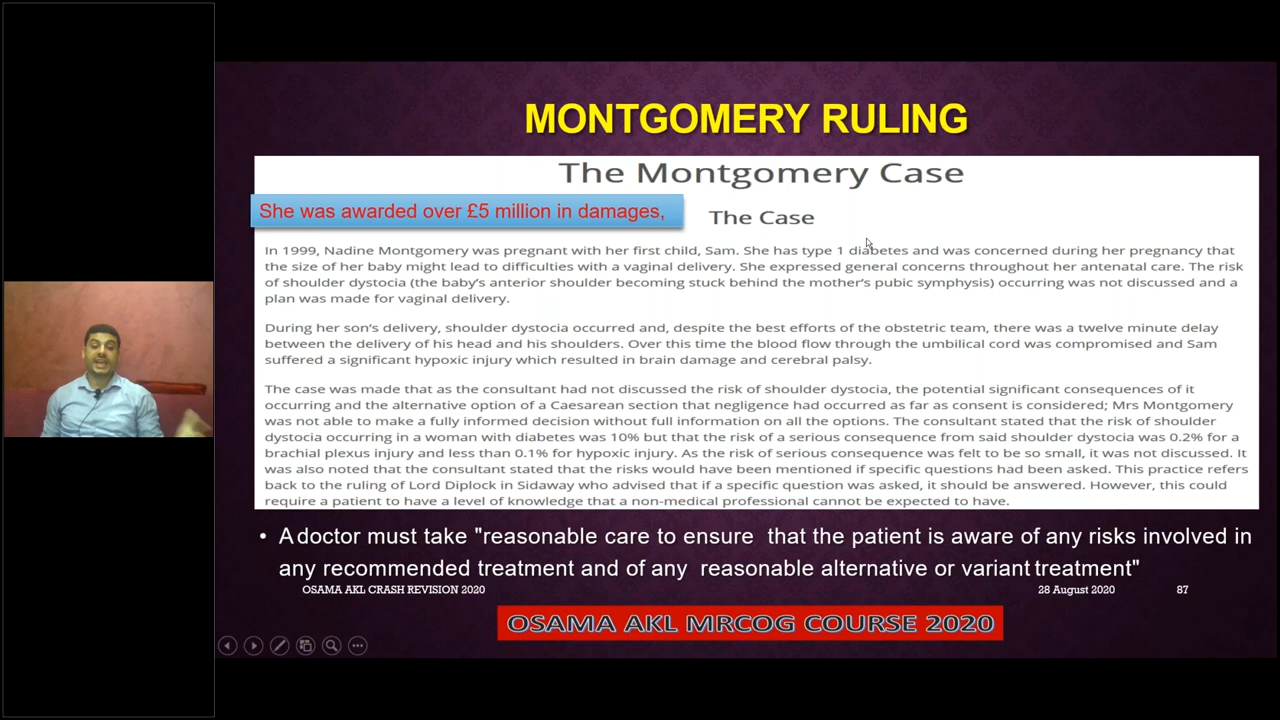 MONTGOMERY RULING
The Montgomery Case
She was awarded over £5 million in damages,
The Case
In 1999, Nadine Montgomery was pregnant with her first child, Sam. She has type 1 diabetes and was concerned during her pregnancy that
the size of her baby might lead to difficulties with a vaginal delivery. She expressed general concerns throughout her antenatal care. The risk
of shoulder dystocia (the baby's anterior shoulder becoming stuck behind the mother's pubic symphysis) occurring was not discussed and a
plan was made for vaginal delivery.
During her son's delivery, shoulder dystocia occurred and, despite the best efforts of the obstetric team, there was a twelve minute delay
between the delivery of his head and his shoulders. Over this time the blood flow through the umbilical cord was compromised and Sam
suffered a significant hypoxic injury which resulted in brain damage and cerebral palsy.
The case was made that as the consultant had not discussed the risk of shoulder dystocia, the potential significant consequences of it
occurring and the alternative option of a Caesarean section that negligence had occurred as far as consent is considered; Mrs Montgomery
was not able to make a fully informed decision without full information on all the options. The consultant stated that the risk of shoulder
dystocia occurring in a woman with diabetes was 10% but that the risk of a serious consequence from said shoulder dystocia was 0.2% for a
brachial plexus injury and less than 0.1% for hypoxic injury. As the risk of serious consequence was felt to be so small, it was not discussed. It
was also noted that the consultant stated that the risks would have been mentioned if specific questions had been asked. This practice refers
back to the ruling of Lord Diplock in Sidaway who advised that if a specific question was asked, it should be answered. However, this could
require a patient to have a level of knowledge that a non-medical professional cannot be expected to have.
• A doctor must take "reasonable care to ensure that the patient is aware of any risks involved in
any recommended treatment and of any reasonable alternative or variant treatment"
OSAMA AKL CRASH REVISION 2020
28 August 2020
87
OSAMA AKL MRCOG COURSE 2020